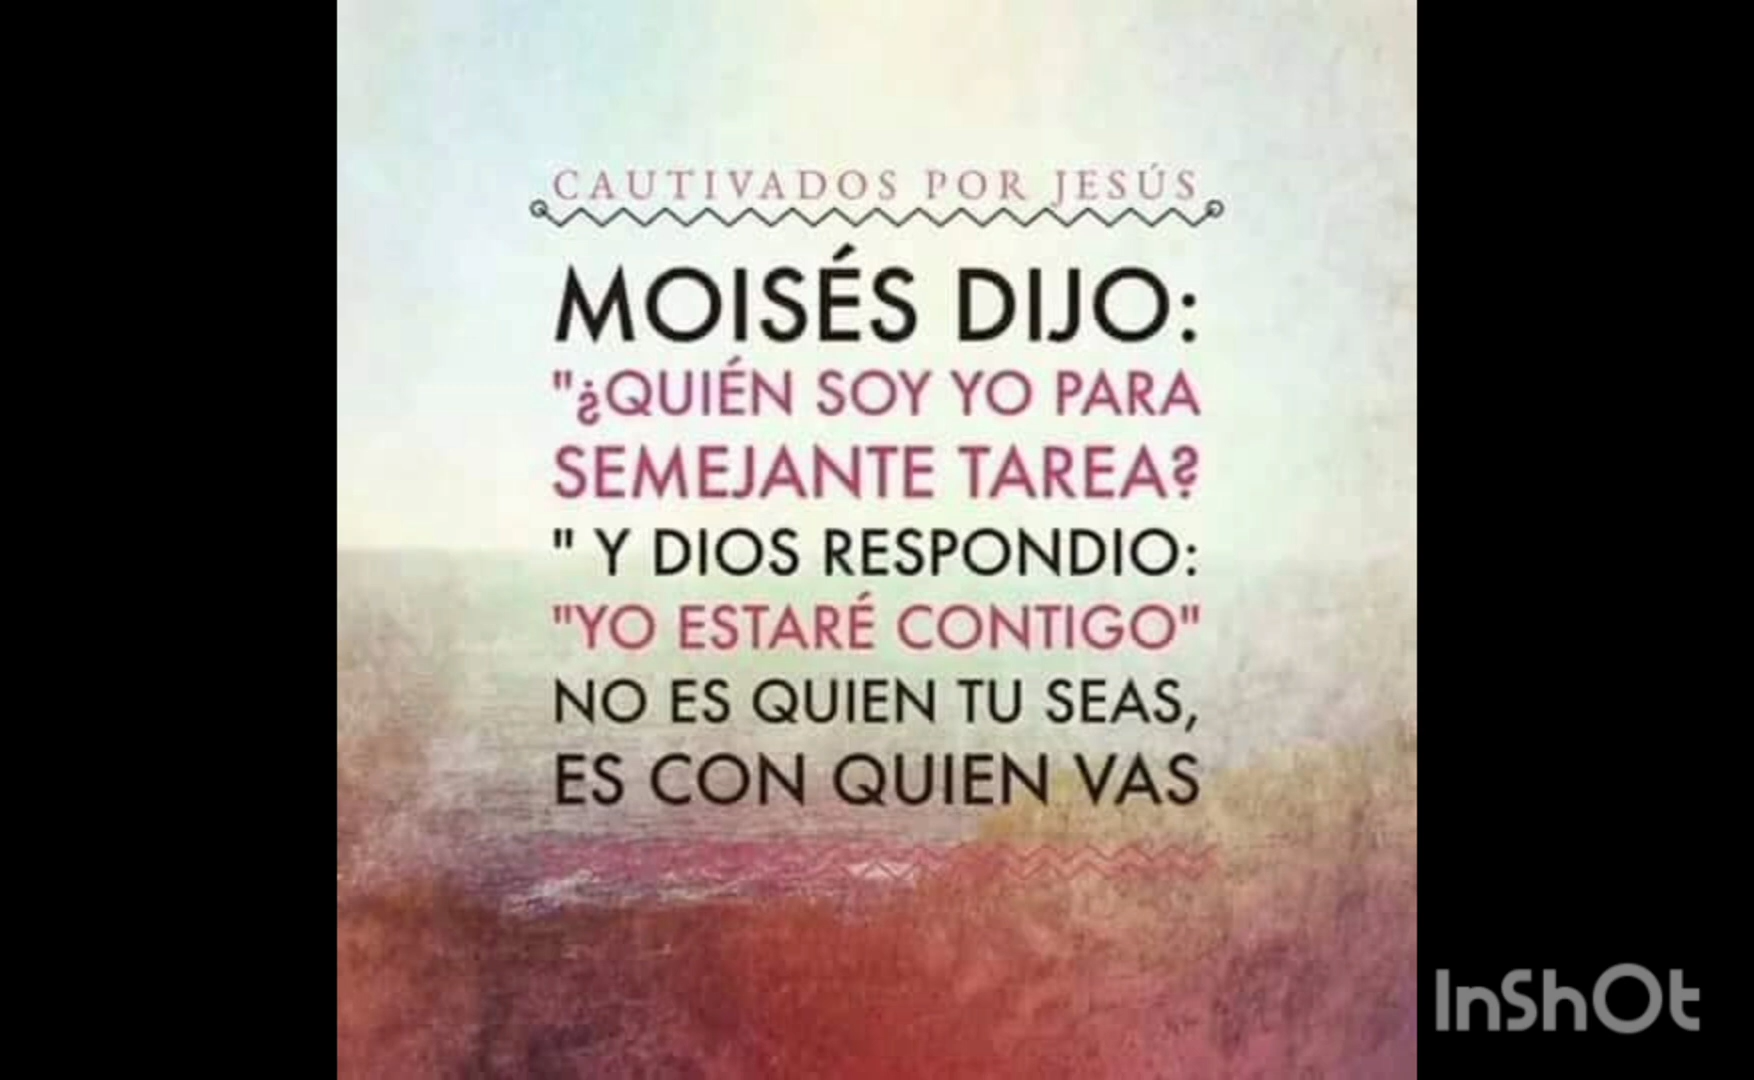 CAUTIVADOS POR JESÚS
MOISÉS DIJO:
"¿QUIÉN SOY YO PARA
SEMEJANTE TAREA?
" Y DIOS RESPONDIO:
"YO ESTARÉ CONTIGO"
NO ES QUIEN TU SEAS,
ES CON QUIEN VAS
InShOt